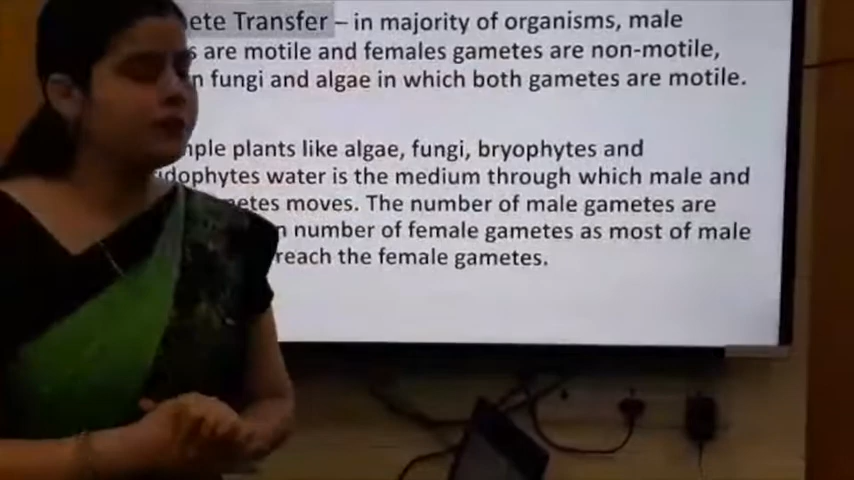 ete Transfer – in majority of organisms, male
s are motile and females gametes are non-motile,
n fungi and algae in which both gametes are motile.
ple plants like algae, fungi, bryophytes and
idophytes water is the medium through which male and
etes moves. The number of male gametes are
n number of female gametes as most of male
reach the female gametes.